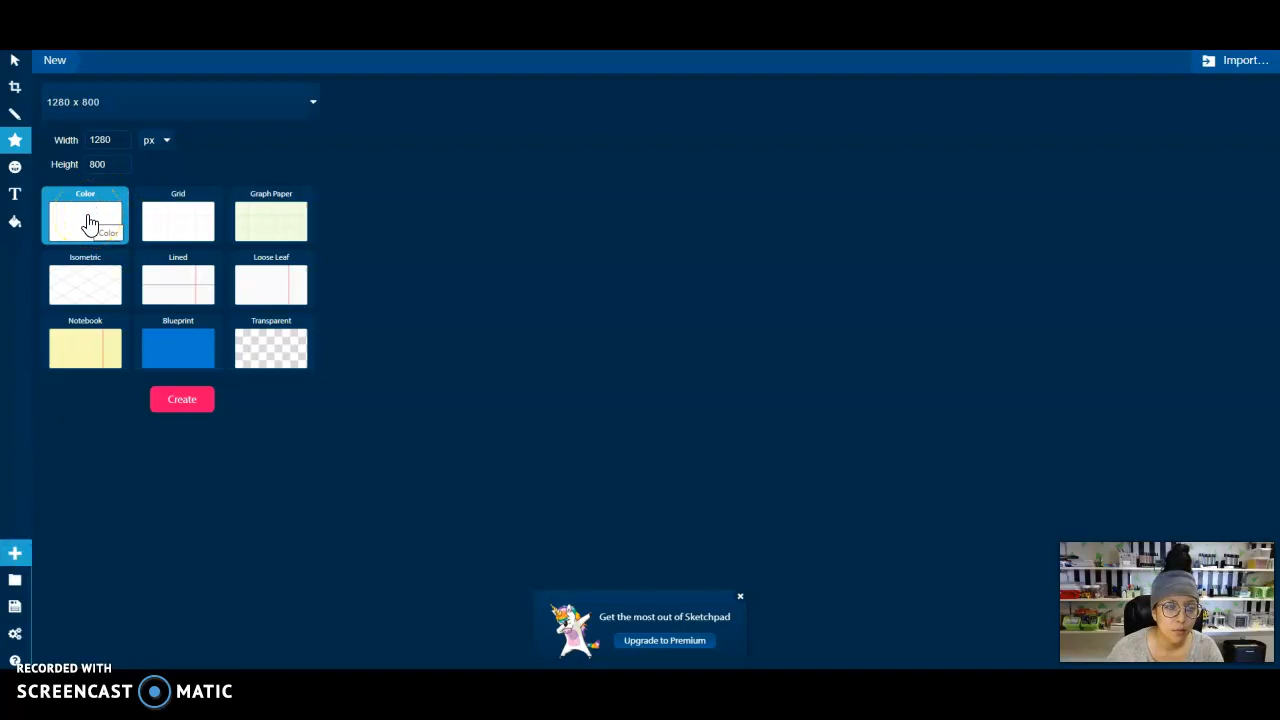 New
Import...
1280 x 800
Width 1280 px
Height 800
Color Grid Graph Paper
Color
Isometric Lined Loose Leaf
Notebook Blueprint Transparent
Create
Get the most out of Sketchpad
Upgrade to Premium
RECORDED WITH
SCREENCAST MATIC